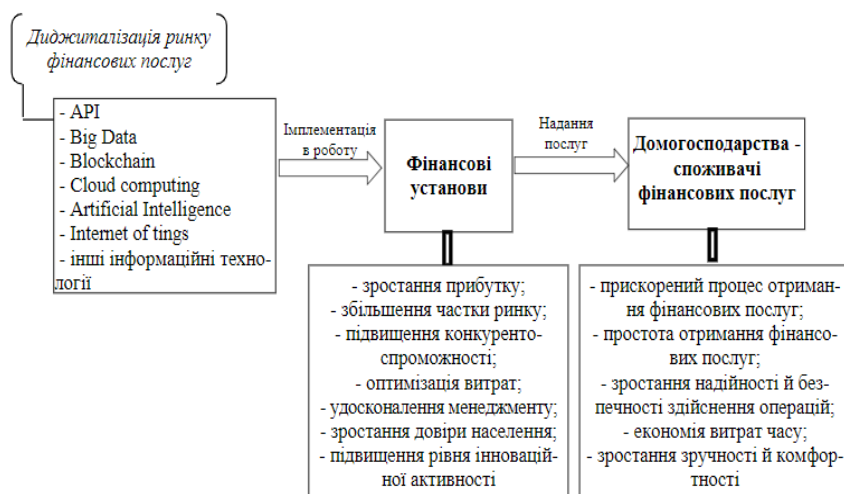 Диджиталізація ринку
фінансових послуг
- API
- Big Data
- Blockchain
- Cloud computing
- Artificial Intelligence
- Internet of tings
- інші інформаційні техно-
логії
Імплементація
в роботу
Фінансові
установи
Надання
послуг
Домогосподарства -
споживачі
фінансових послуг
- зростання прибутку;
- збільшення частки ринку;
- підвищення конкуренто-
спроможності;
- оптимізація витрат;
- удосконалення менеджменту;
- зростання довіри населення;
- підвищення рівня інновацій-
ної активності
- прискорений процес отриман-
ня фінансових послуг;
- простота отримання фінансо-
вих послуг;
- зростання надійності й без-
печності здійснення операцій;
- економія витрат часу;
- зростання зручності й комфор-
тності